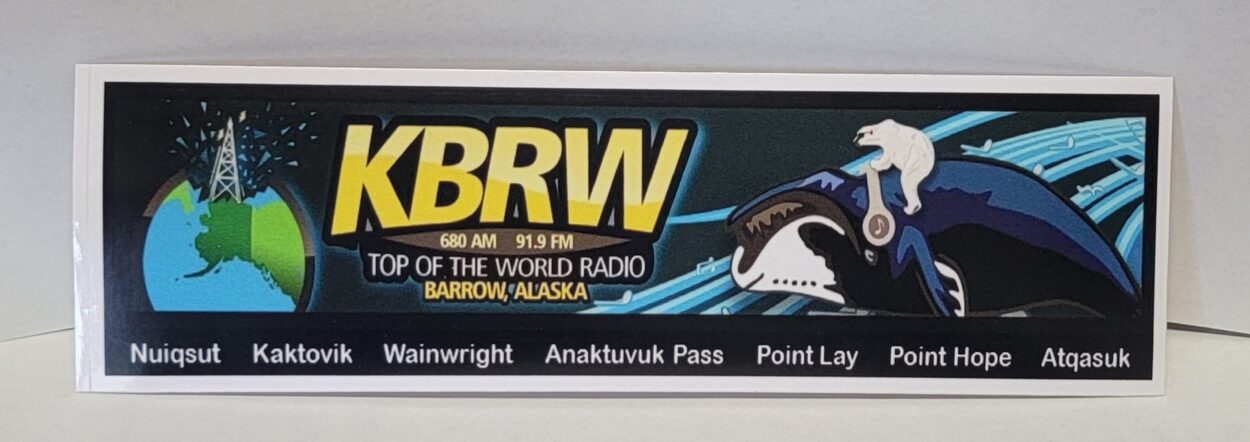 KBRW
680 AM 91.9 FM
TOP OF THE WORLD RADIO
BARROW, ALASKA
Nuiqsut Kaktovik Wainwright Anaktuvuk Pass Point Lay Point Hope Atqasuk